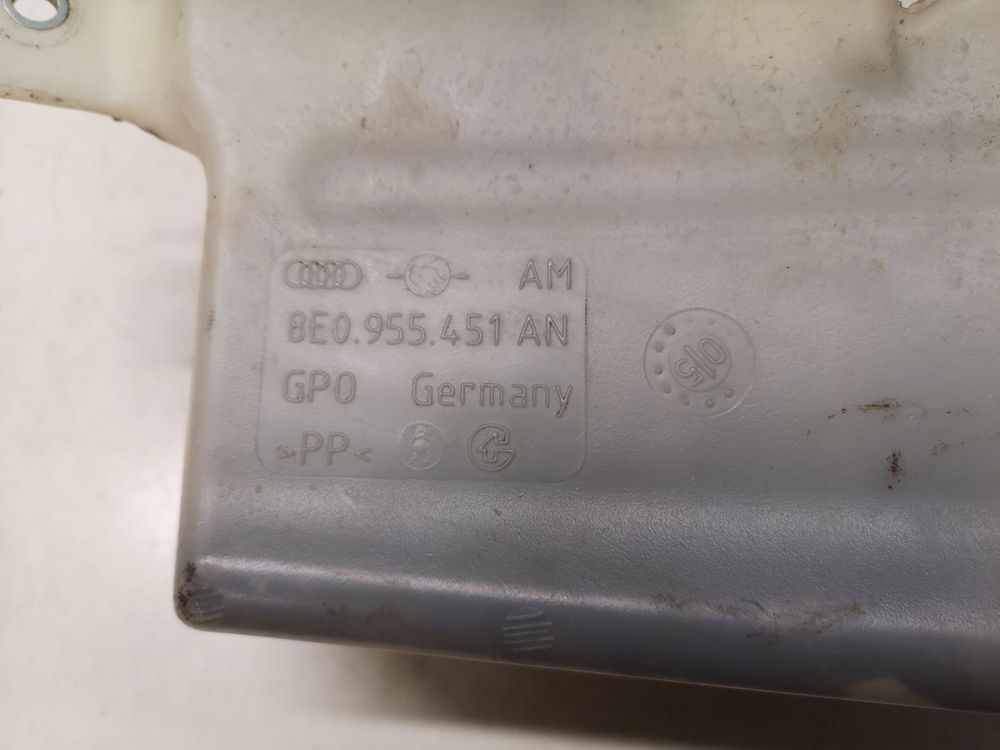 AM
8E0.955.451 AN
GPO Germany
>PP<